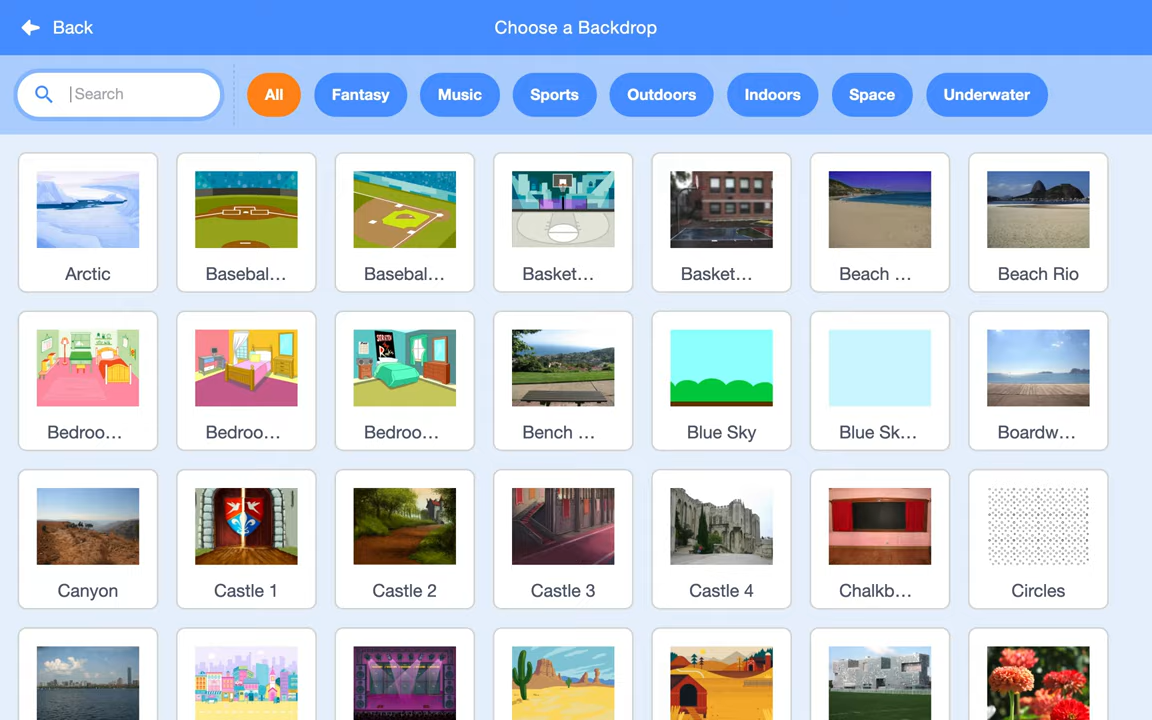 Back
Choose a Backdrop
Search
All
Fantasy
Music
Sports
Outdoors
Indoors
Space
Underwater
Arctic
Basebal...
Basebal...
Basket...
Basket...
Beach ...
Beach Rio
Bedroo...
Bedroo...
Bedroo...
Bench ...
Blue Sky
Blue Sk...
Boardw...
Canyon
Castle 1
Castle 2
Castle 3
Castle 4
Chalkb...
Circles